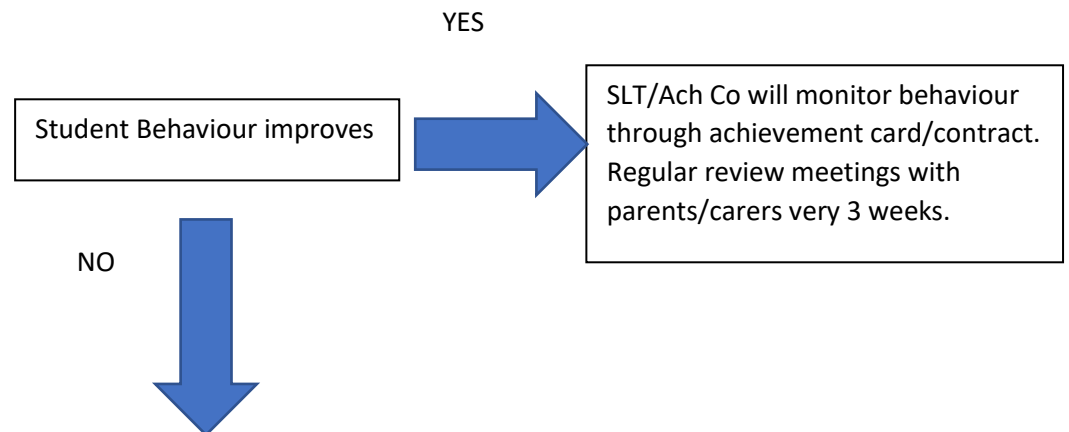 YES
Student Behaviour improves
SLT/Ach Co will monitor behaviour
through achievement card/contract.
Regular review meetings with
parents/carers very 3 weeks.
NO